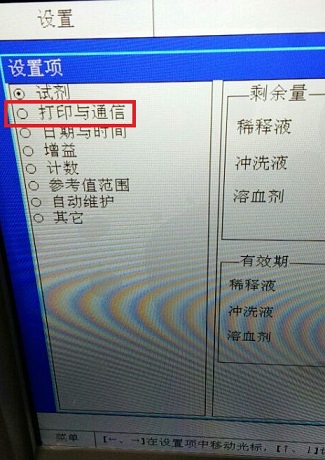 设置
设置项
试剂
打印与通信
日期与时间
增益
计数
参考值范围
自动维护
其它
剩余量
稀释液
冲洗液
溶血剂
有效期
稀释液
冲洗液
溶血剂
菜单
[←、→]在设置项中移动光标，[↑、↓]